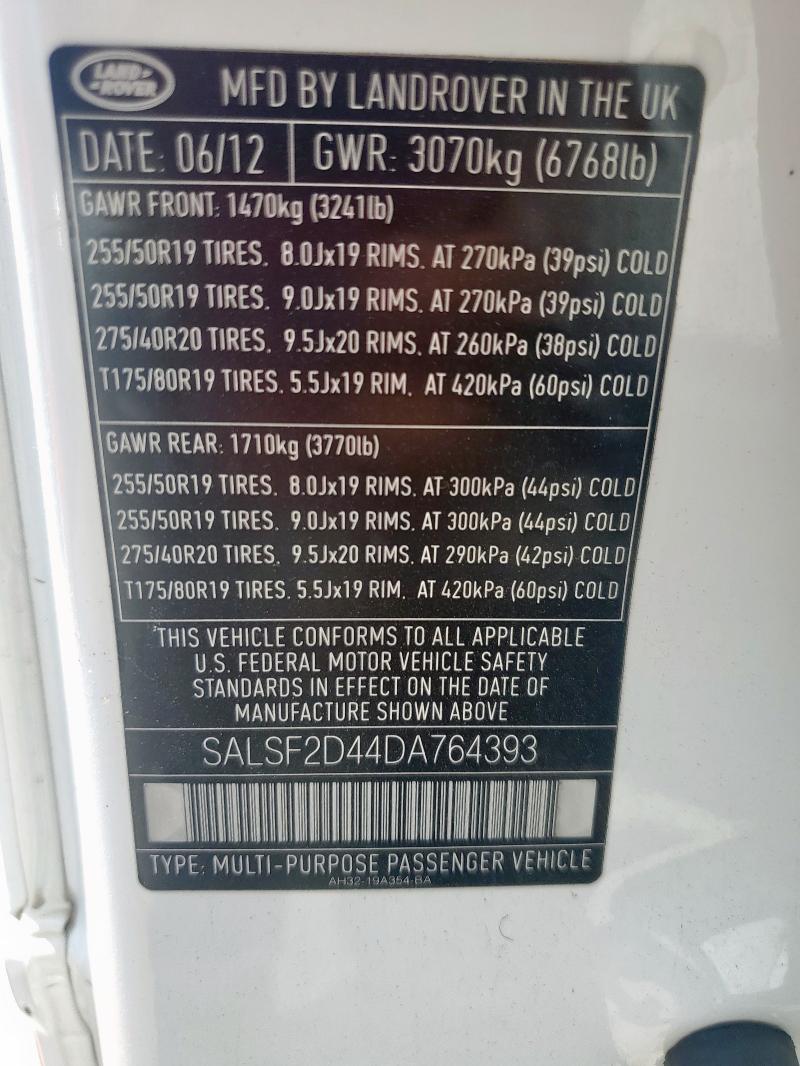 LAND-
-ROVER
MFD BY LANDROVER IN THE UK
DATE: 06/12 GWR: 3070kg (6768lb)
GAWR FRONT: 1470kg (3241lb)
255/50R19 TIRES. 8.0Jx19 RIMS. AT 270kPa (39psi) COLD
255/50R19 TIRES. 9.0Jx19 RIMS. AT 270kPa (39psi) COLD
275/40R20 TIRES. 9.5Jx20 RIMS. AT 260kPa (38psi) COLD
T175/80R19 TIRES. 5.5Jx19 RIM. AT 420kPa (60psi) COLD
GAWR REAR: 1710kg (3770lb)
255/50R19 TIRES. 8.0Jx19 RIMS. AT 300kPa (44psi) COLD
255/50R19 TIRES. 9.0Jx19 RIMS. AT 300kPa (44psi) COLD
275/40R20 TIRES. 9.5Jx20 RIMS. AT 290kPa (42psi) COLD
T175/80R19 TIRES. 5.5Jx19 RIM. AT 420kPa (60psi) COLD
THIS VEHICLE CONFORMS TO ALL APPLICABLE
U.S. FEDERAL MOTOR VEHICLE SAFETY
STANDARDS IN EFFECT ON THE DATE OF
MANUFACTURE SHOWN ABOVE
SALSF2D44DA764393
TYPE: MULTI-PURPOSE PASSENGER VEHICLE
AH32-19A354-BA